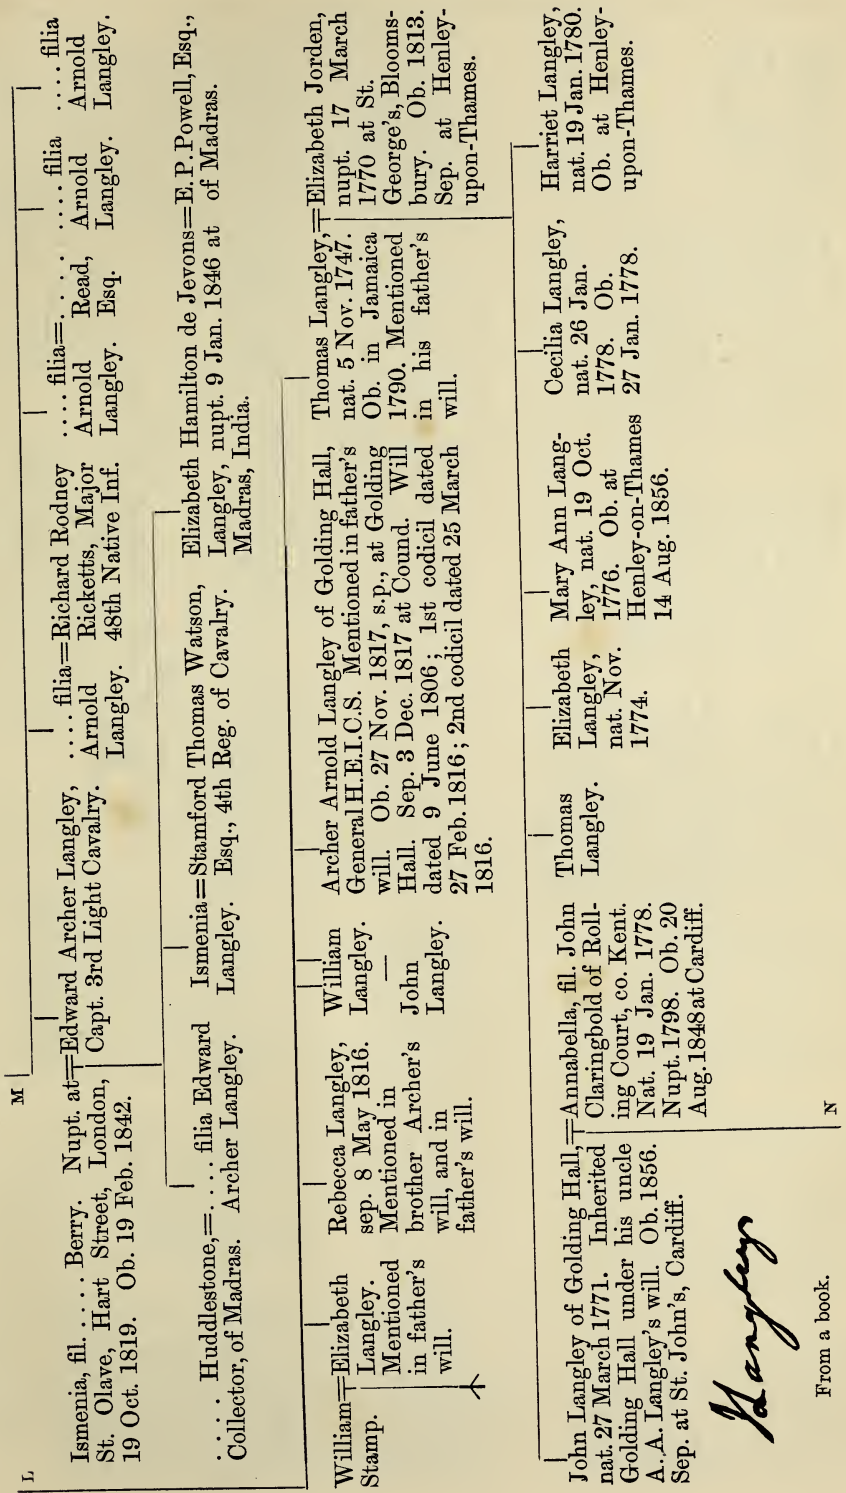 L
M
Ismenia, fil. .... Berry. Nupt. at
St. Olave, Hart Street, London,
19 Oct. 1819. Ob. 19 Feb. 1842.
=Edward Archer Langley,
Capt. 3rd Light Cavalry.
.... filia
Arnold
Langley.
=Richard Rodney
Ricketts, Major
48th Native Inf.
.... filia
Arnold
Langley.
=....
Read,
Esq.
.... filia
Arnold
Langley.
.... filia
Arnold
Langley.
.... Huddlestone,
Collector, of Madras.
=.... filia Edward
Archer Langley.
Ismenia
Langley.
=Stamford Thomas Watson,
Esq., 4th Reg. of Cavalry.
Elizabeth Hamilton de Jevons
Langley, nupt. 9 Jan. 1846 at
Madras, India.
=E. P. Powell, Esq.,
of Madras.
William
Stamp.
=Elizabeth
Langley.
Mentioned
in father's
will.
Rebecca Langley,
sep. 8 May 1816.
Mentioned in
brother Archer's
will, and in
father's will.
William
Langley.
—
John
Langley.
Archer Arnold Langley of Golding Hall,
General H.E.I.C.S. Mentioned in father's
will. Ob. 27 Nov. 1817, s.p., at Golding
Hall. Sep. 3 Dec. 1817 at Cound. Will
dated 9 June 1806; 1st codicil dated
27 Feb. 1816; 2nd codicil dated 25 March
1816.
Thomas Langley,
nat. 5 Nov. 1747.
Ob. in Jamaica
1790. Mentioned
in his father's
will.
=Elizabeth Jorden,
nupt. 17 March
1770 at St.
George's, Blooms-
bury. Ob. 1813.
Sep. at Henley-
upon-Thames.
John Langley of Golding Hall,
nat. 27 March 1771. Inherited
Golding Hall under his uncle
A. A. Langley's will. Ob. 1856.
Sep. at St. John's, Cardiff.
=Annabella, fil. John
Claringbold of Roll-
ing Court, co. Kent.
Nat. 19 Jan. 1778.
Nupt. 1798. Ob. 20
Aug. 1848 at Cardiff.
Thomas
Langley.
Elizabeth
Langley,
nat. Nov.
1774.
Mary Ann Lang-
ley, nat. 19 Oct.
1776. Ob. at
Henley-on-Thames
14 Aug. 1856.
Cecilia Langley,
nat. 26 Jan.
1778. Ob.
27 Jan. 1778.
Harriet Langley,
nat. 19 Jan. 1780.
Ob. at Henley-
upon-Thames.
Langley
From a book.
N